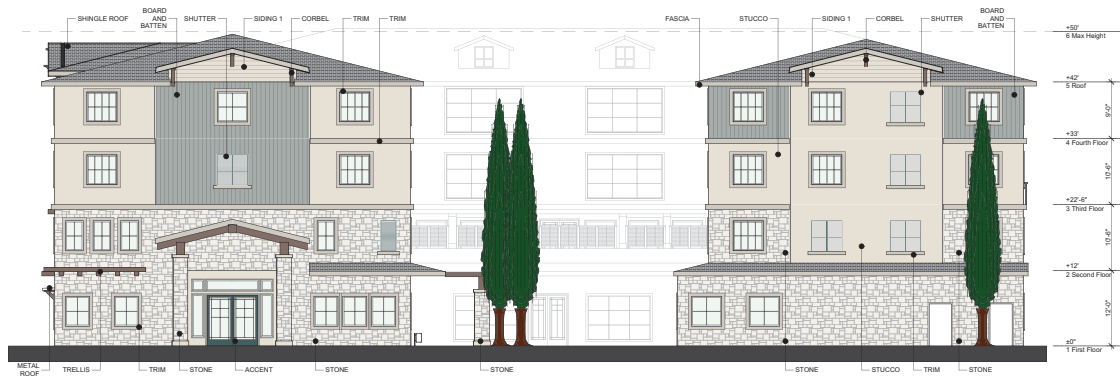 BOARD
AND
BATTEN
SHINGLE ROOF
SHUTTER
SIDING 1
CORBEL
TRIM
TRIM
FASCIA
STUCCO
SIDING 1
CORBEL
SHUTTER
BOARD
AND
BATTEN
+50'
6 Max Height
+42'
5 Roof
9'-0"
+33'
4 Fourth Floor
10'-6"
+22'-6"
3 Third Floor
10'-6"
+12'
2 Second Floor
12'-0"
±0"
1 First Floor
METAL
ROOF
TRELLIS
TRIM
STONE
ACCENT
STONE
STONE
STONE
STUCCO
TRIM
STONE